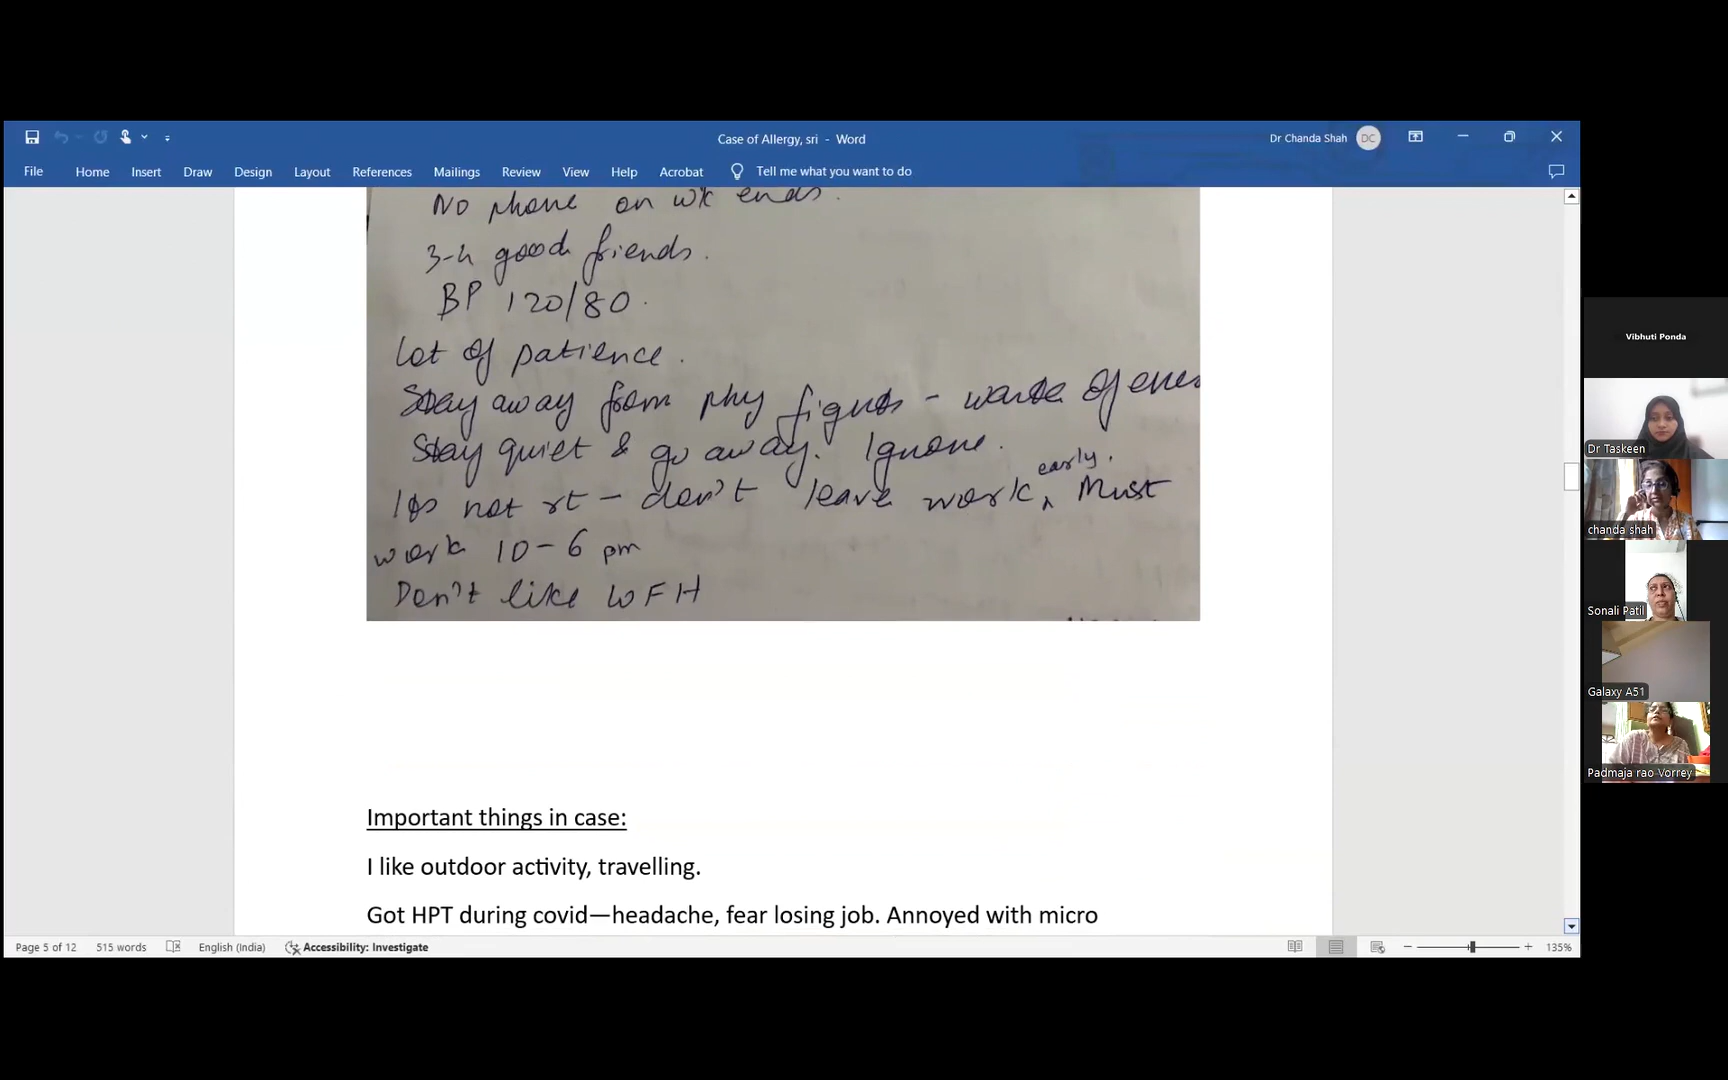 Case of Allergy, sri - Word
Dr Chanda Shah DC
File Home Insert Draw Design Layout References Mailings Review View Help Acrobat Tell me what you want to do
No phone on wk ends.
3-4 good friends.
BP 120/80.
Lot of patience.
Stay away from phy fights - waste of ener
Stay quiet & go away. Ignore.
Its not rt - don't leave work early. Must
work 10-6 pm
Don't like WFH
Important things in case:
I like outdoor activity, travelling.
Got HPT during covid—headache, fear losing job. Annoyed with micro
Page 5 of 12 515 words English (India) Accessibility: Investigate 135%
Vibhuti Ponda
Dr Taskeen
chanda shah
Sonali Patil
Galaxy A51
Padmaja rao Vorrey